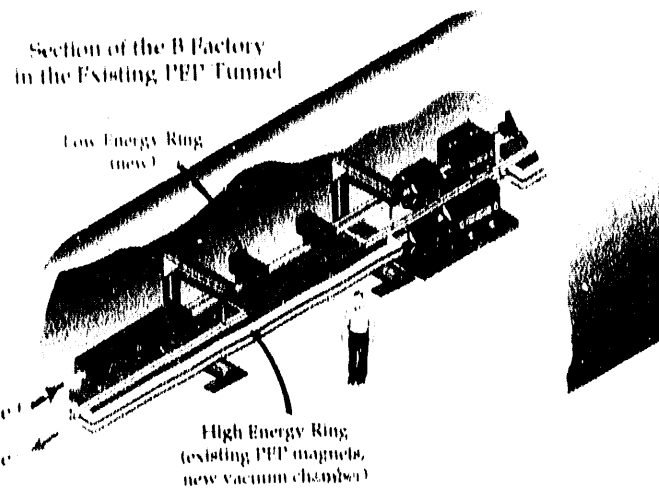 Section of the B Factory
in the Existing PEP Tunnel
Low Energy Ring
(new)
High Energy Ring
(existing PEP magnets,
new vacuum chamber)